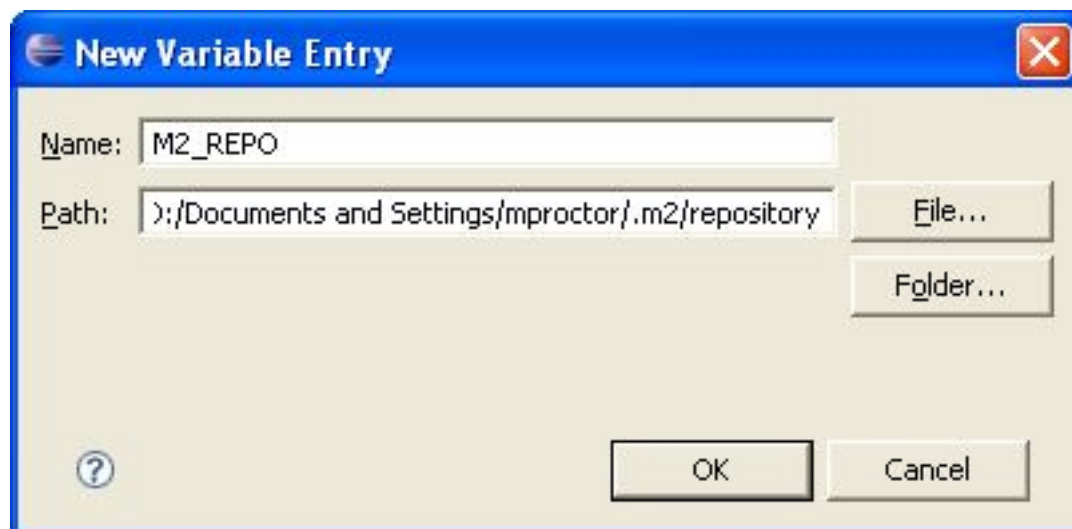 New Variable Entry
Name: M2_REPO
Path: :/Documents and Settings/mproctor/.m2/repository File...
Folder...
? OK Cancel